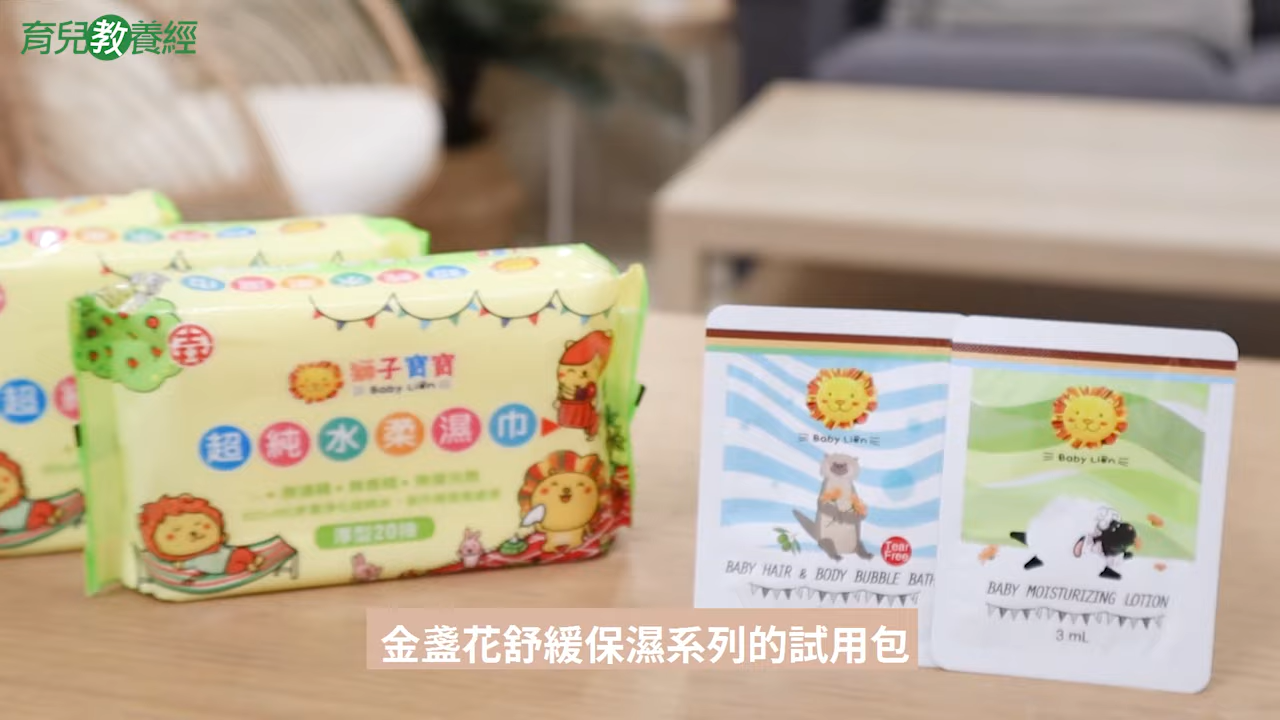 育兒教養經
獅子寶寶
Baby Lion
超純水柔濕巾
厚型20抽
Baby Lion
Tear
Free
BABY HAIR & BODY BUBBLE BATH
Baby Lion
BABY MOISTURIZING LOTION
3 mL
金盞花舒緩保濕系列的試用包